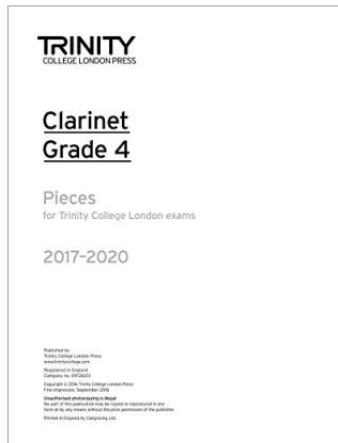 TRINITY
COLLEGE LONDON PRESS
Clarinet
Grade 4
Pieces
for Trinity College London exams
2017–2020
Published by
Trinity College London Press
www.trinitycollege.com
Registered in England
Company no. 09726123
Copyright © 2016 Trinity College London Press
First impression, September 2016
Unauthorised photocopying is illegal
No part of this publication may be copied or reproduced in any
form or by any means without the prior permission of the publisher.
Printed in England by Caligraving Ltd.